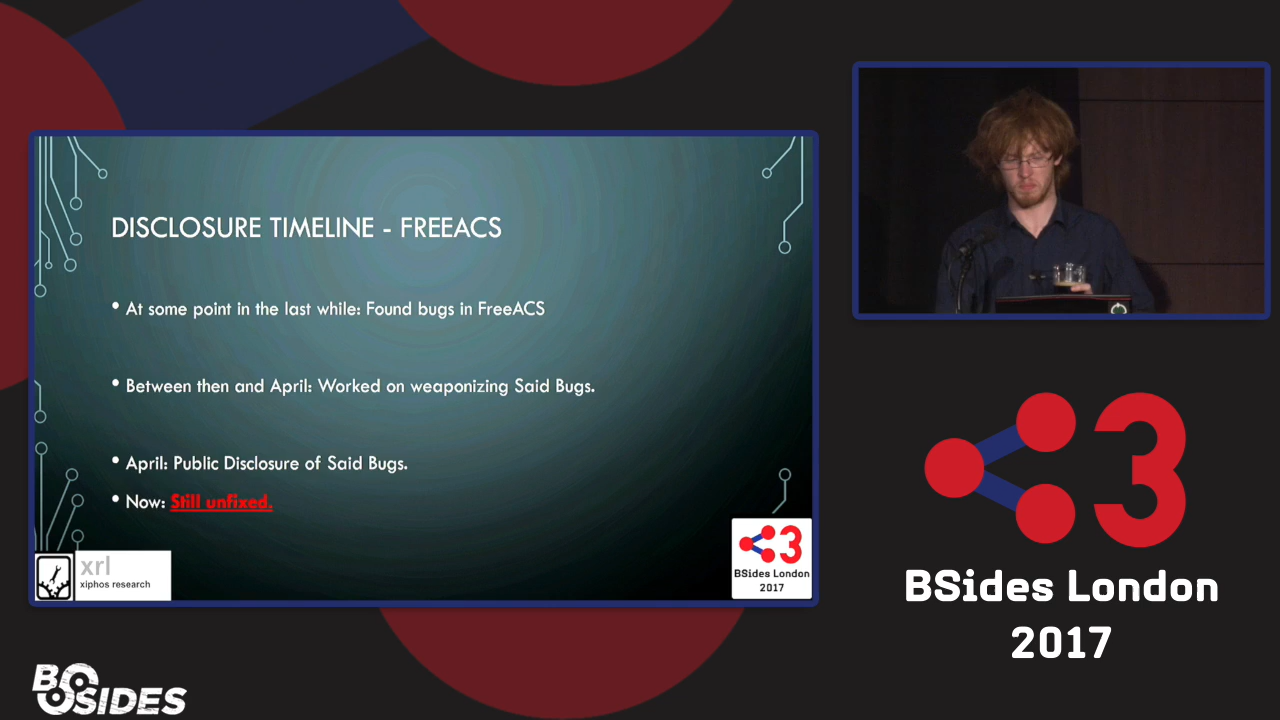 DISCLOSURE TIMELINE - FREEACS
• At some point in the last while: Found bugs in FreeACS
• Between then and April: Worked on weaponizing Said Bugs.
• April: Public Disclosure of Said Bugs.
• Now: Still unfixed.
xrl
xiphos research
3
BSides London
2017
3
BSides London
2017
BSIDES